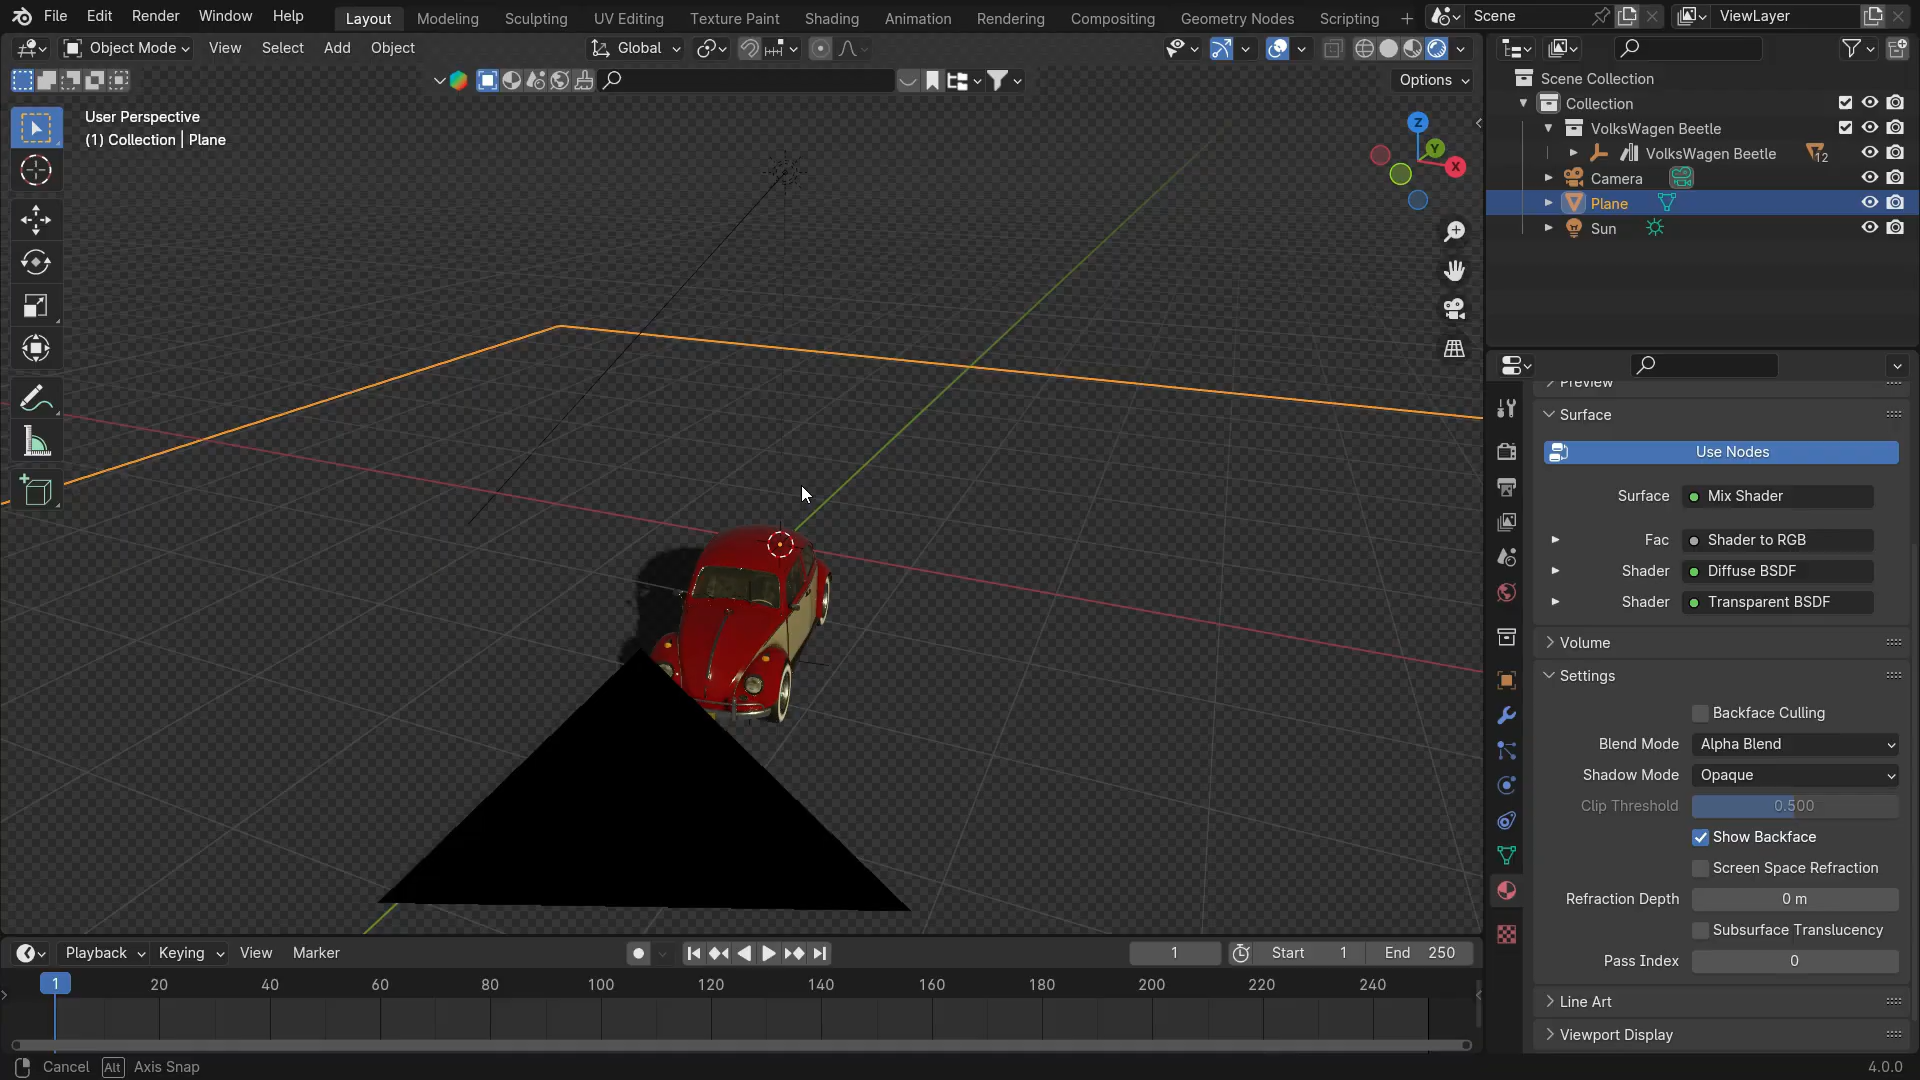 File Edit Render Window Help Layout Modeling Sculpting UV Editing Texture Paint Shading Animation Rendering Compositing Geometry Nodes Scripting + Scene ViewLayer
Object Mode View Select Add Object Global
Options
User Perspective
(1) Collection | Plane
Z
Y
X
Scene Collection
Collection
VolksWagen Beetle
VolksWagen Beetle 12
Camera
Plane
Sun
Preview
Surface
Use Nodes
Surface Mix Shader
Fac Shader to RGB
Shader Diffuse BSDF
Shader Transparent BSDF
Volume
Settings
Backface Culling
Blend Mode Alpha Blend
Shadow Mode Opaque
Clip Threshold 0.500
Show Backface
Screen Space Refraction
Refraction Depth 0 m
Subsurface Translucency
Pass Index 0
Line Art
Viewport Display
Playback Keying View Marker 1 Start 1 End 250
1 20 40 60 80 100 120 140 160 180 200 220 240
Cancel Alt Axis Snap 4.0.0